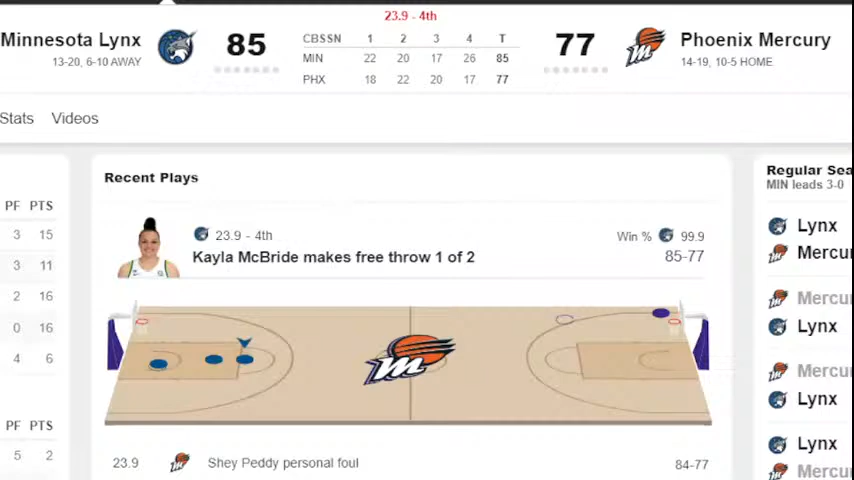 23.9 - 4th
Minnesota Lynx
13-20, 6-10 AWAY
85
CBSSN 1 2 3 4 T
MIN 22 20 17 26 85
PHX 18 22 20 17 77
77
Phoenix Mercury
14-19, 10-5 HOME
Stats Videos
PF PTS
3 15
3 11
2 16
0 16
4 6
PF PTS
5 2
Recent Plays
23.9 - 4th
Kayla McBride makes free throw 1 of 2
Win % 99.9
85-77
23.9 Shey Peddy personal foul 84-77
Regular Sea
MIN leads 3-0
Lynx
Mercu
Mercu
Lynx
Mercu
Lynx
Lynx
Mercu